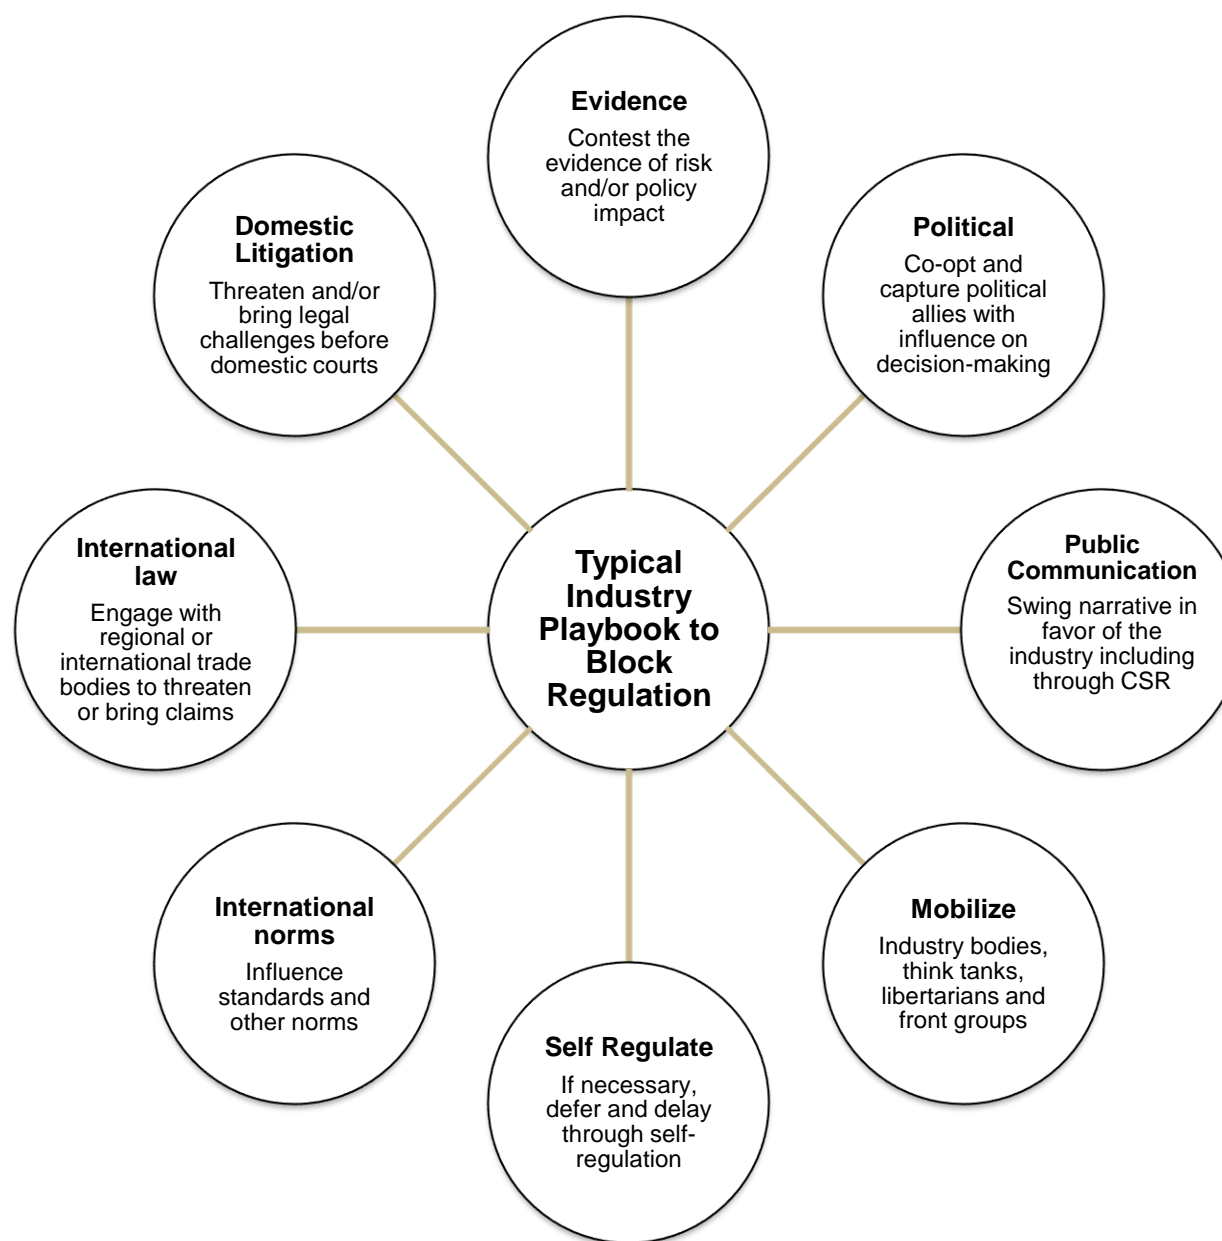 Evidence
Contest the
evidence of risk
and/or policy
impact
Political
Co-opt and
capture political
allies with
influence on
decision-making
Public
Communication
Swing narrative in
favor of the
industry including
through CSR
Mobilize
Industry bodies,
think tanks,
libertarians and
front groups
Self Regulate
If necessary,
defer and delay
through self-
regulation
International
norms
Influence
standards and
other norms
International
law
Engage with
regional or
international trade
bodies to threaten
or bring claims
Domestic
Litigation
Threaten and/or
bring legal
challenges before
domestic courts
Typical
Industry
Playbook to
Block
Regulation